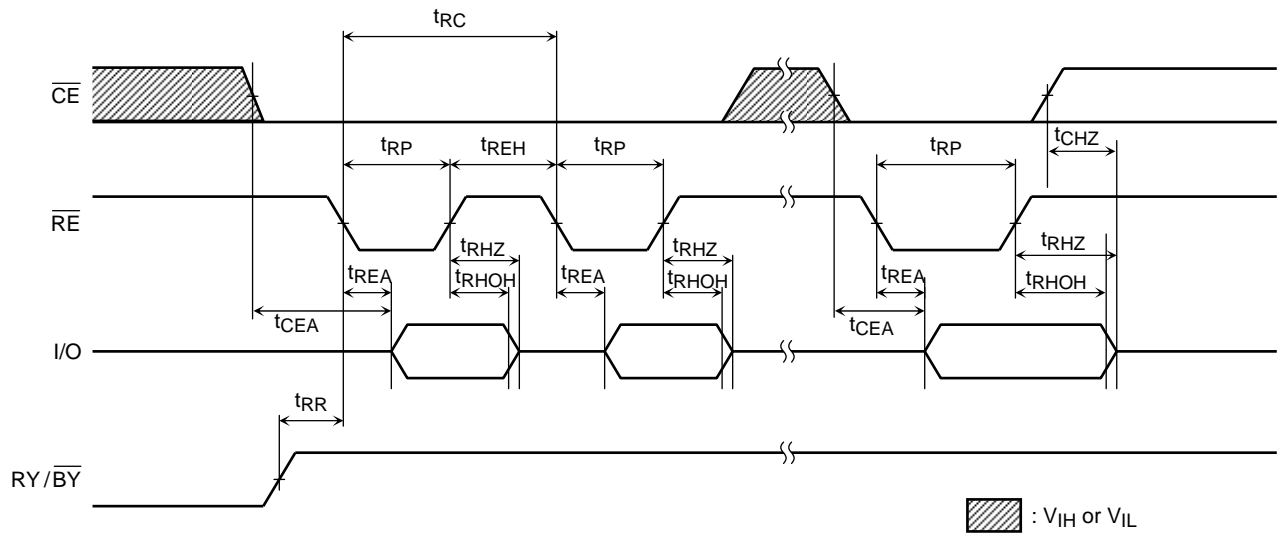 tRC
CE
tCHZ
tRP tREH tRP tRP
RE
tRHZ tRHZ tRHZ
tREA tRHOH tREA tRHOH tREA tRHOH
tCEA tCEA
I/O
tRR
RY/BY
: VIH or VIL